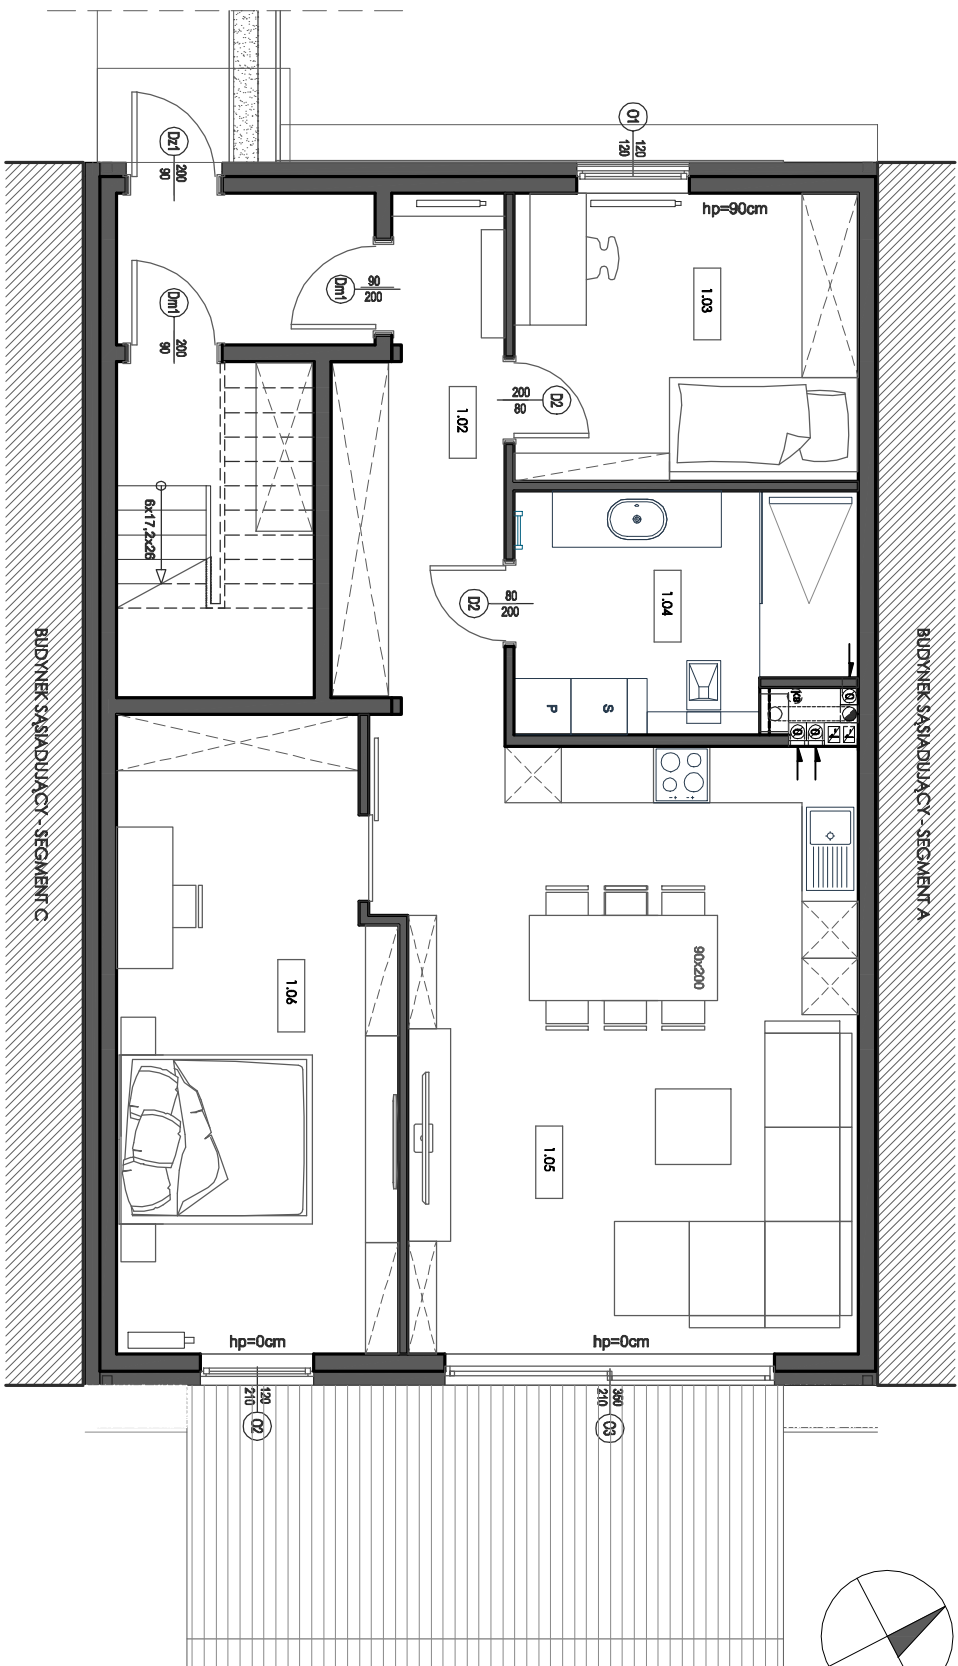 O1
120
120
Dz1
200
90
hp=90cm
1.03
Dm1
90
200
Dm1
200
90
D2
200
80
1.02
6x17,2x26
1.04
D2
80
200
P
S
BUDYNEK SĄSIADUJĄCY - SEGMENT C
BUDYNEK SĄSIADUJĄCY - SEGMENT A
90x200
1.06
1.05
hp=0cm
hp=0cm
120
210
O2
350
210
O3